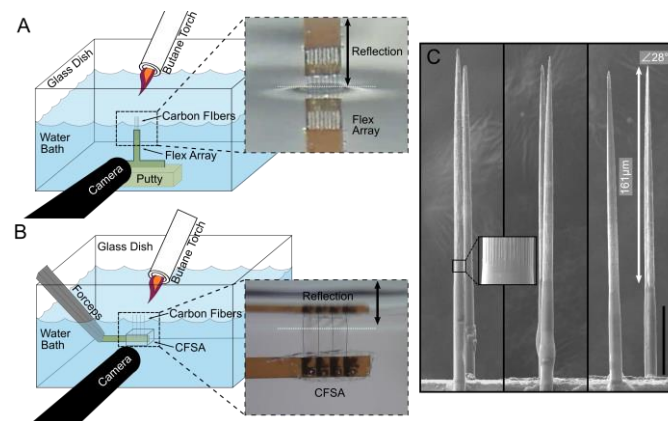 A
Glass Dish
Butane Torch
Carbon FIbers
Water
Bath
Flex Array
Camera
Putty
Reflection
Flex
Array
B
Glass Dish
Butane Torch
Forceps
Carbon Fibers
Water
Bath
CFSA
Camera
Reflection
CFSA
C
∠28°
161µm